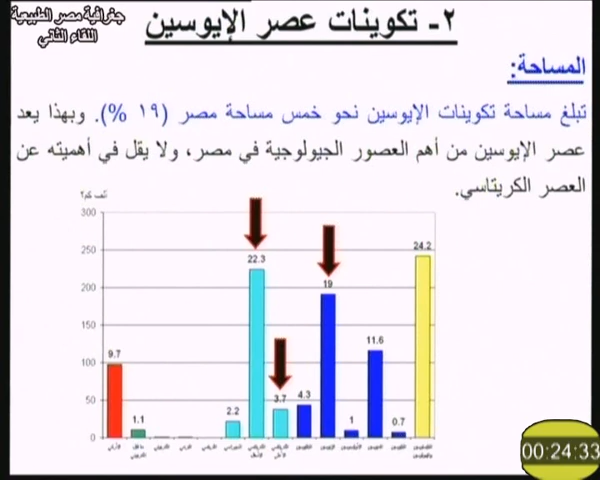 جغرافية مصر الطبيعية
اللقاء الثاني
٢- تكوينات عصر الإيوسين
المساحة:
تبلغ مساحة تكوينات الإيوسين نحو خمس مساحة مصر (١٩ %). وبهذا يعد
عصر الإيوسين من أهم العصور الجيولوجية في مصر، ولا يقل في أهميته عن
العصر الكريتاسي.
ألف كم٢
300
250
200
150
100
50
0
9.7
1.1
2.2
22.3
3.7
4.3
19
1
11.6
0.7
24.2
00:24:33